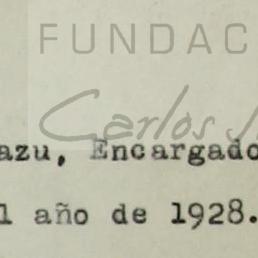 FUNDAC
Carlos
azu, Encargado
l año de 1928.